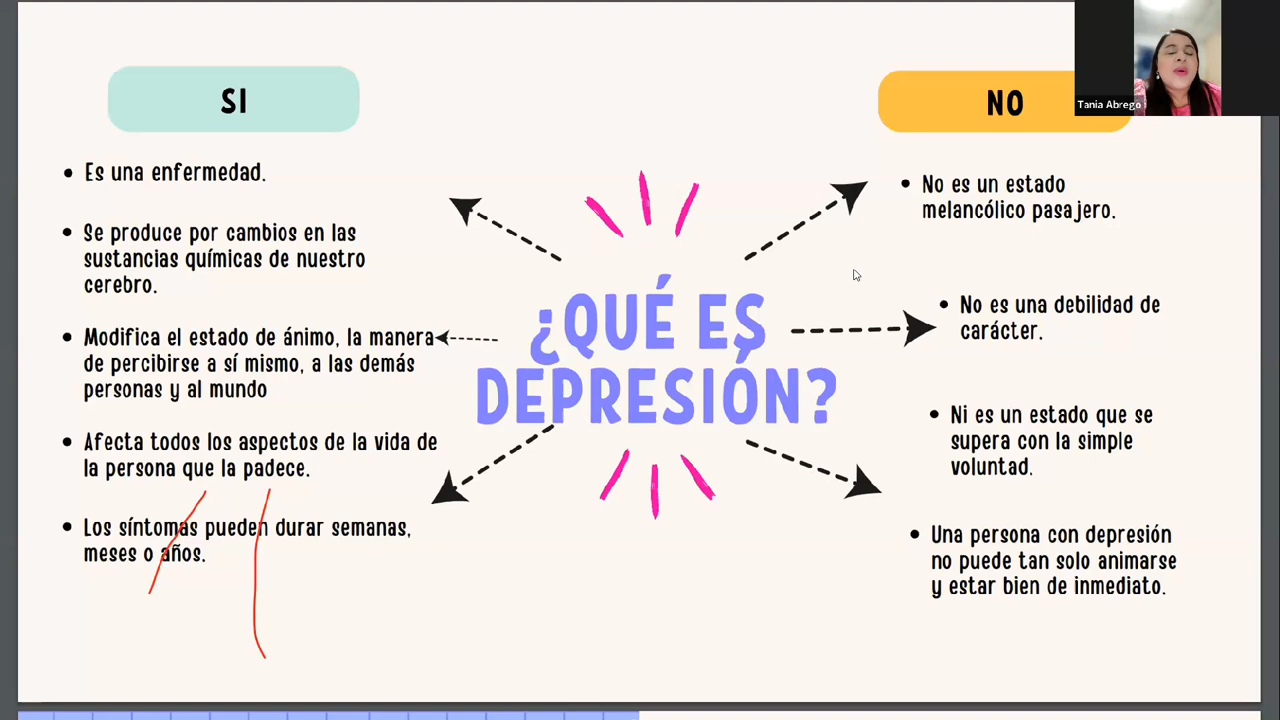 SI
Es una enfermedad.
Se produce por cambios en las
sustancias químicas de nuestro
cerebro.
Modifica el estado de ánimo, la manera
de percibirse a sí mismo, a las demás
personas y al mundo
Afecta todos los aspectos de la vida de
la persona que la padece.
Los síntomas pueden durar semanas,
meses o años.
¿QUÉ ES
DEPRESIÓN?
NO
No es un estado
melancólico pasajero.
No es una debilidad de
carácter.
Ni es un estado que se
supera con la simple
voluntad.
Una persona con depresión
no puede tan solo animarse
y estar bien de inmediato.
Tania Abrego